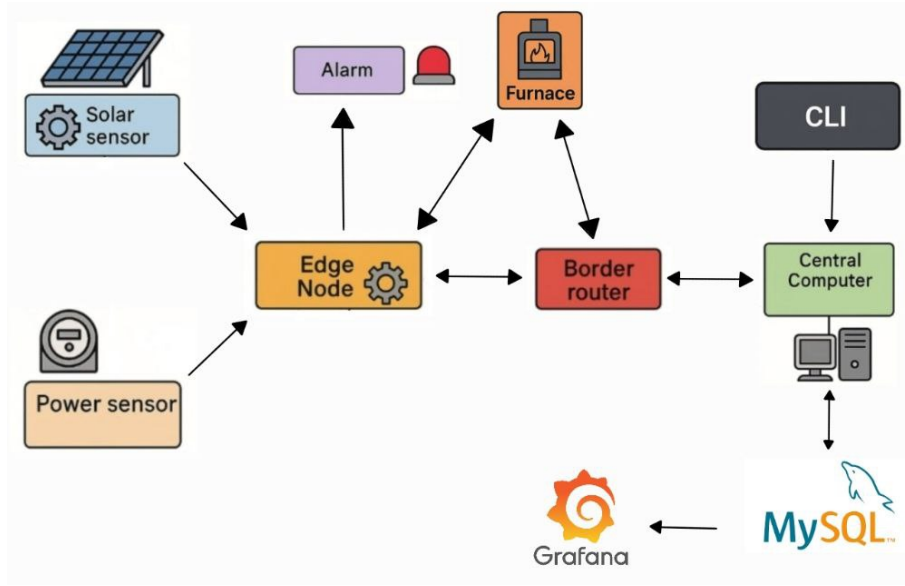 Solar
sensor
Alarm
Furnace
CLI
Edge
Node
Border
router
Central
Computer
Power sensor
Grafana
MySQL